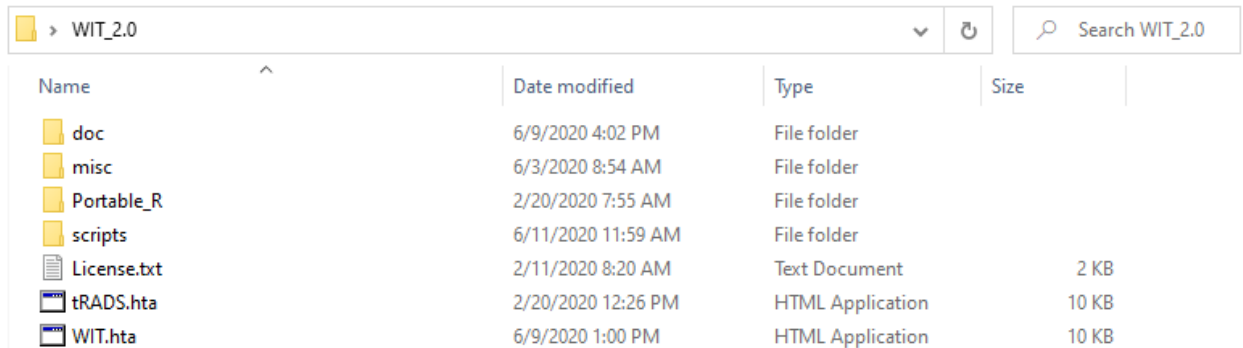 WIT_2.0 Search WIT_2.0
Name Date modified Type Size
doc 6/9/2020 4:02 PM File folder
misc 6/3/2020 8:54 AM File folder
Portable_R 2/20/2020 7:55 AM File folder
scripts 6/11/2020 11:59 AM File folder
License.txt 2/11/2020 8:20 AM Text Document 2 KB
tRADS.hta 2/20/2020 12:26 PM HTML Application 10 KB
WIT.hta 6/9/2020 1:00 PM HTML Application 10 KB